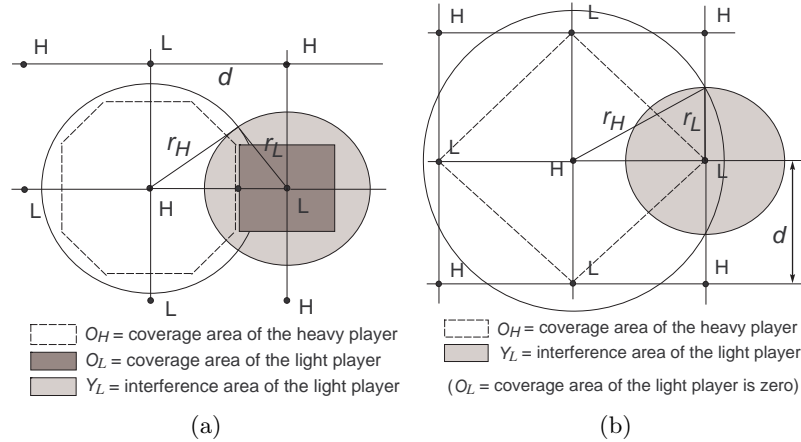 H
L
H
d
r_H
r_L
L
H
L
L
H
O_H = coverage area of the heavy player
O_L = coverage area of the light player
Y_L = interference area of the light player
(a)
H
L
H
r_H
r_L
L
H
L
d
H
L
H
O_H = coverage area of the heavy player
Y_L = interference area of the light player
(O_L = coverage area of the light player is zero)
(b)